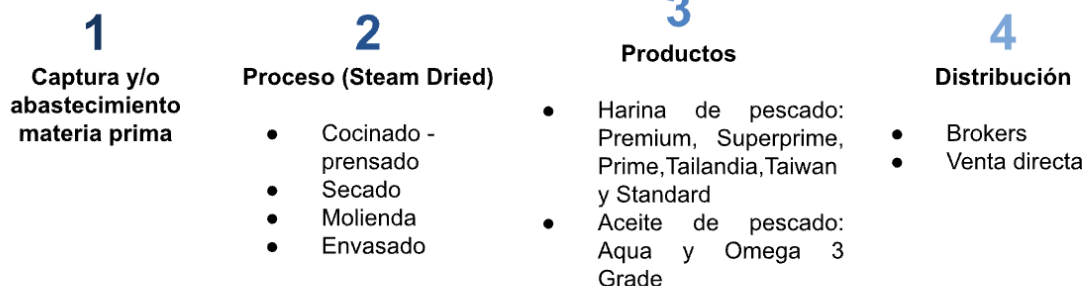 1
Captura y/o
abastecimiento
materia prima
2
Proceso (Steam Dried)
● Cocinado -
prensado
● Secado
● Molienda
● Envasado
3
Productos
● Harina de pescado:
Premium, Superprime,
Prime,Tailandia,Taiwan
y Standard
● Aceite de pescado:
Aqua y Omega 3
Grade
4
Distribución
● Brokers
● Venta directa